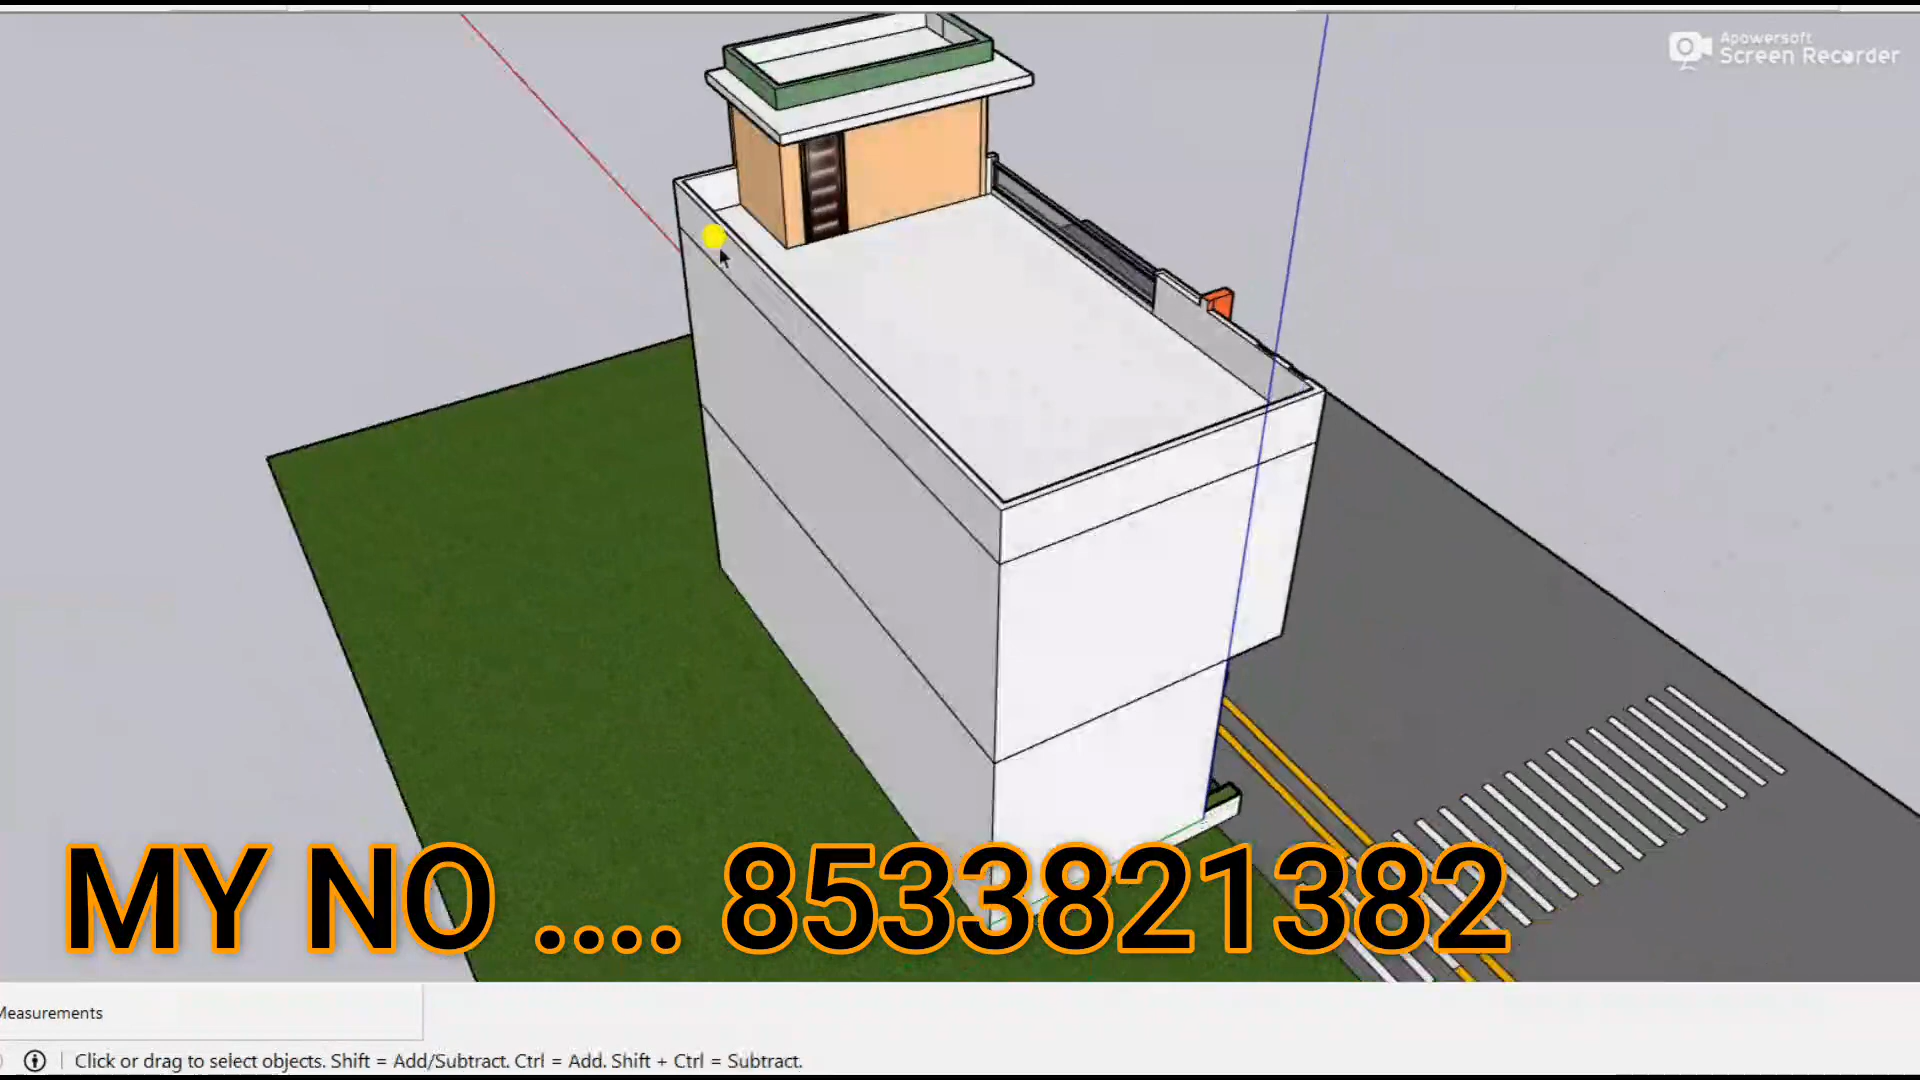 Apowersoft
Screen Recorder
MY NO .... 8533821382
Measurements
Click or drag to select objects. Shift = Add/Subtract. Ctrl = Add. Shift + Ctrl = Subtract.